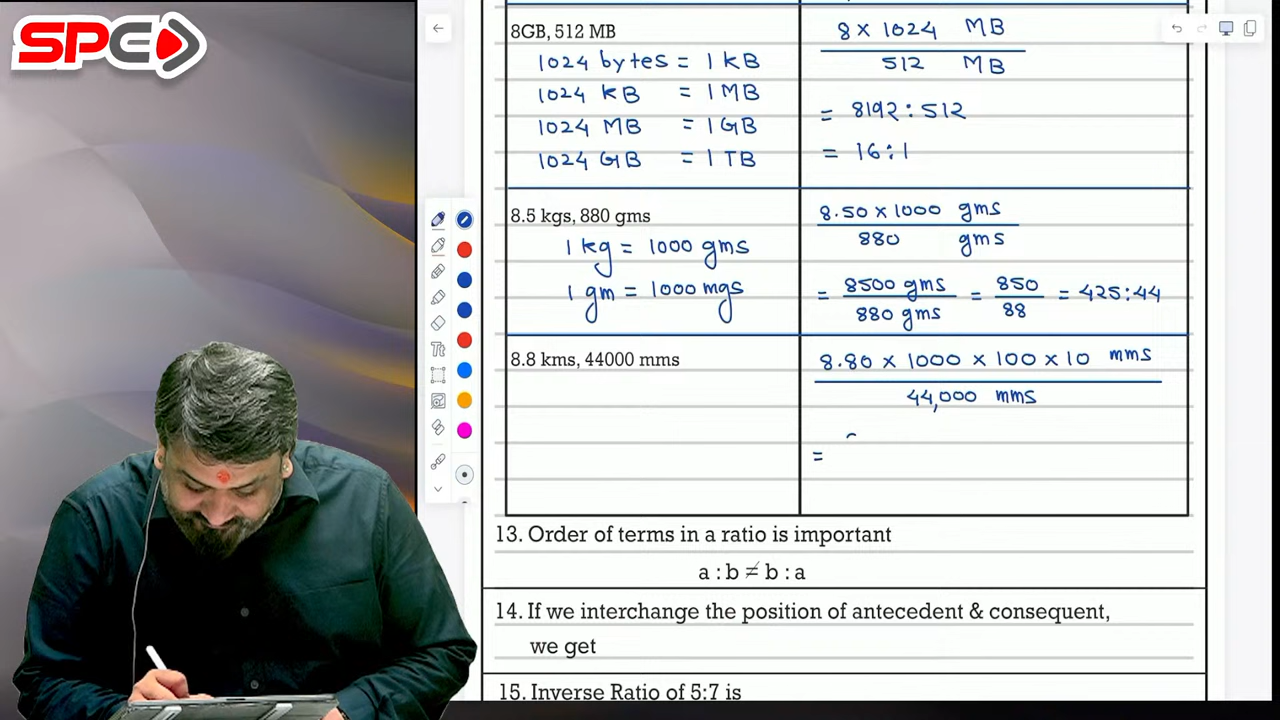 SPED
8GB, 512 MB
1024 bytes = 1 kB
1024 kB = 1 MB
1024 MB = 1 GB
1024 GB = 1 TB
8 × 1024 MB
512 MB
= 8192 : 512
= 16 : 1
8.5 kgs, 880 gms
1 kg = 1000 gms
1 gm = 1000 mgs
8.50 × 1000 gms
880 gms
= 8500 gms / 880 gms = 850 / 88 = 425 : 44
8.8 kms, 44000 mms
8.80 × 1000 × 100 × 10 mms
44,000 mms
=
13. Order of terms in a ratio is important
a : b ≠ b : a
14. If we interchange the position of antecedent & consequent,
we get
15. Inverse Ratio of 5:7 is
Tt